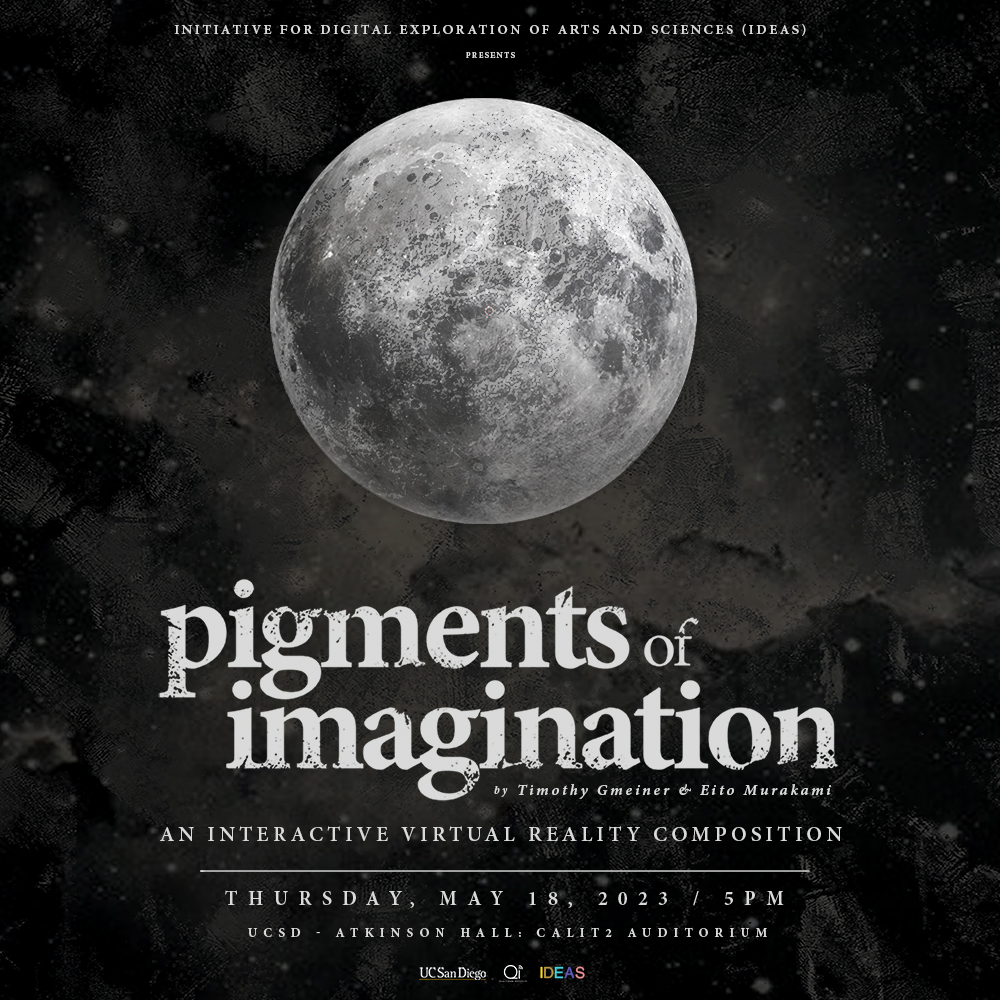 INITIATIVE FOR DIGITAL EXPLORATION OF ARTS AND SCIENCES (IDEAS)
PRESENTS
pigments of
imagination
by Timothy Gmeiner & Eito Murakami
AN INTERACTIVE VIRTUAL REALITY COMPOSITION
THURSDAY, MAY 18, 2023 / 5PM
UCSD - ATKINSON HALL: CALIT2 AUDITORIUM
UC San Diego QI IDEAS